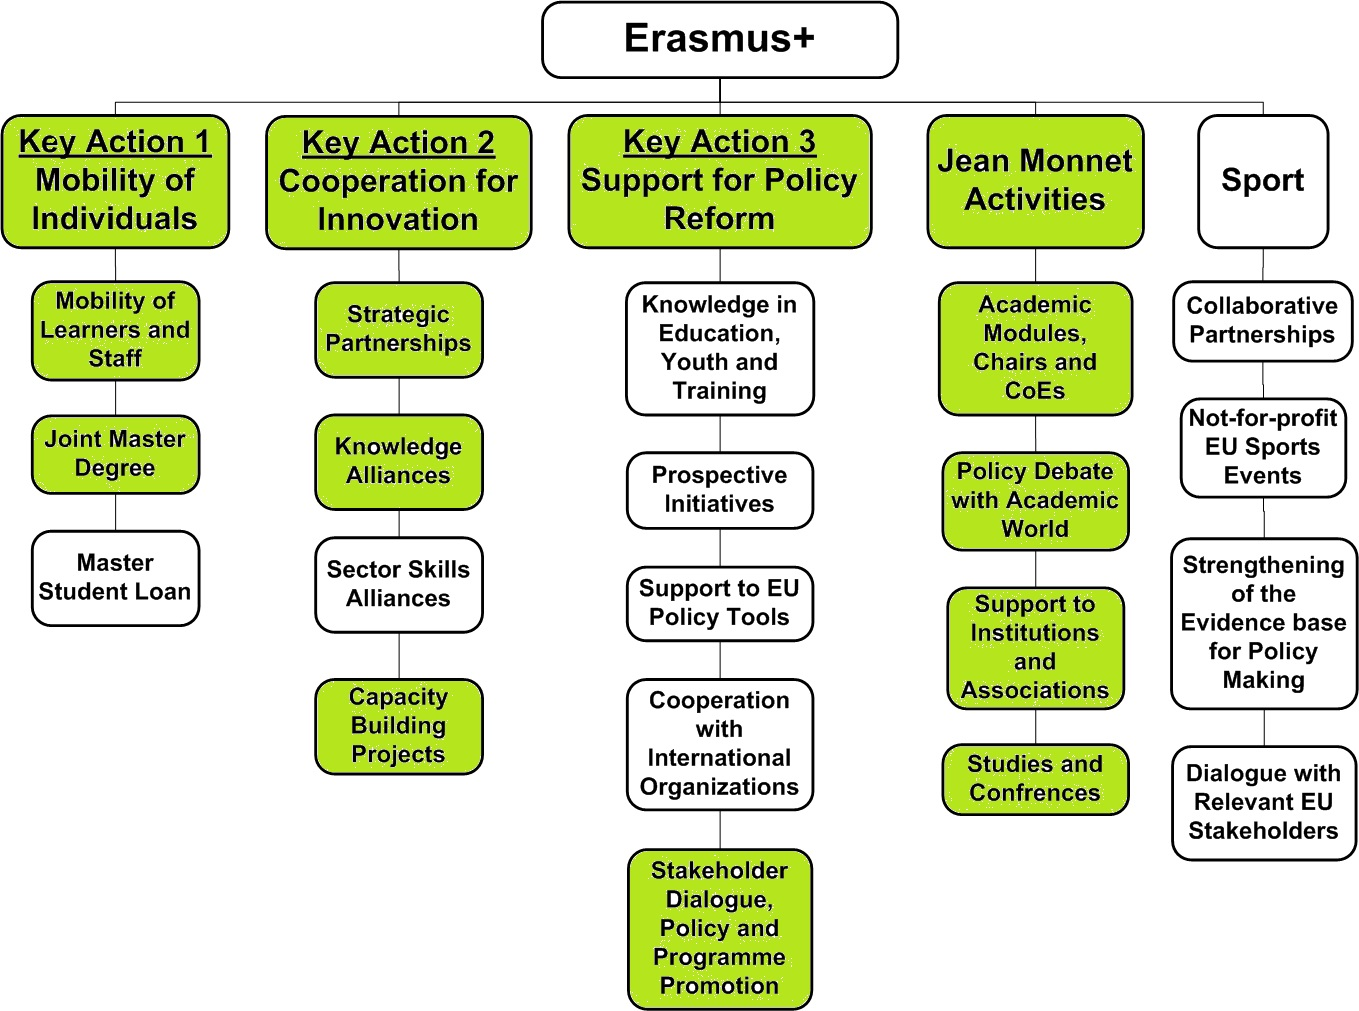 Erasmus+
Key Action 1
Mobility of
Individuals
Mobility of
Learners and
Staff
Joint Master
Degree
Master
Student Loan
Key Action 2
Cooperation for
Innovation
Strategic
Partnerships
Knowledge
Alliances
Sector Skills
Alliances
Capacity
Building
Projects
Key Action 3
Support for Policy
Reform
Knowledge in
Education,
Youth and
Training
Prospective
Initiatives
Support to EU
Policy Tools
Cooperation
with
International
Organizations
Stakeholder
Dialogue,
Policy and
Programme
Promotion
Jean Monnet
Activities
Academic
Modules,
Chairs and
CoEs
Policy Debate
with Academic
World
Support to
Institutions
and
Associations
Studies and
Confrences
Sport
Collaborative
Partnerships
Not-for-profit
EU Sports
Events
Strengthening
of the
Evidence base
for Policy
Making
Dialogue with
Relevant EU
Stakeholders